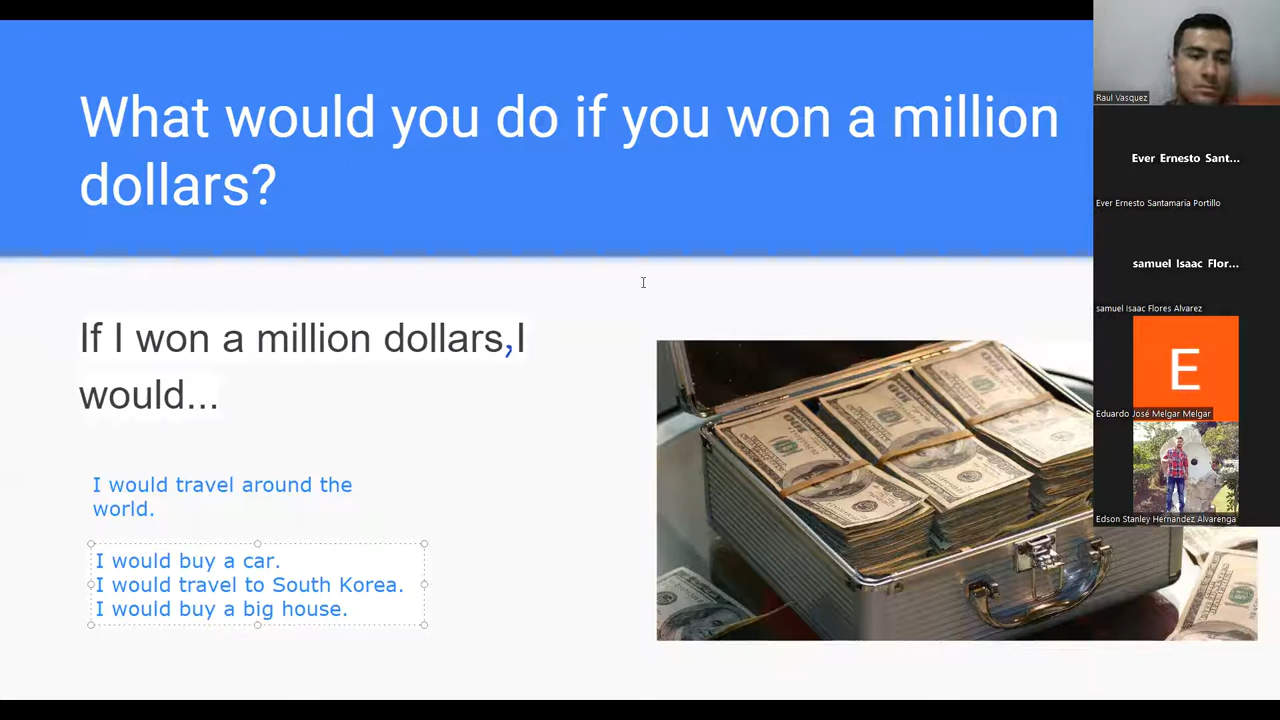 What would you do if you won a million
dollars?
If I won a million dollars,I
would...
I would travel around the
world.
I would buy a car.
I would travel to South Korea.
I would buy a big house.
Raul Vasquez
Ever Ernesto Sant...
Ever Ernesto Santamaria Portillo
samuel Isaac Flor...
samuel Isaac Flores Alvarez
E
Eduardo José Melgar Melgar
Edson Stanley Hernandez Alvarenga